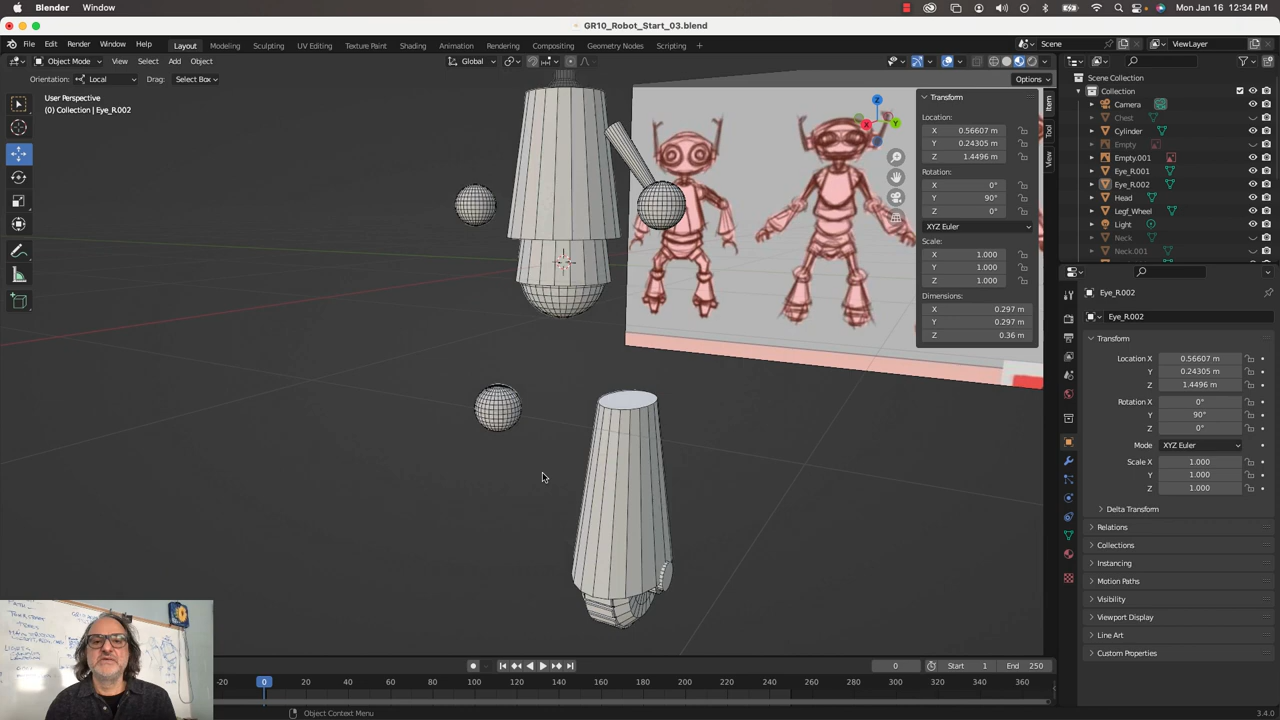 Blender Window Mon Jan 16 12:34 PM
GR10_Robot_Start_03.blend
File Edit Render Window Help Layout Modeling Sculpting UV Editing Texture Paint Shading Animation Rendering Compositing Geometry Nodes Scripting + Scene ViewLayer
Object Mode View Select Add Object Global
Orientation: Local Drag: Select Box Options
User Perspective
(0) Collection | Eye_R.002
Z
X
Y
Item
Tool
View
Transform
Location:
X 0.56607 m
Y 0.24305 m
Z 1.4496 m
Rotation:
X 0°
Y 90°
Z 0°
XYZ Euler
Scale:
X 1.000
Y 1.000
Z 1.000
Dimensions:
X 0.297 m
Y 0.297 m
Z 0.36 m
Scene Collection
Collection
Camera
Chest
Cylinder
Empty
Empty.001
Eye_R.001
Eye_R.002
Head
Legf_Wheel
Light
Neck
Neck.001
Eye_R.002
Eye_R.002
Transform
Location X 0.56607 m
Y 0.24305 m
Z 1.4496 m
Rotation X 0°
Y 90°
Z 0°
Mode XYZ Euler
Scale X 1.000
Y 1.000
Z 1.000
Delta Transform
Relations
Collections
Instancing
Motion Paths
Visibility
Viewport Display
Line Art
Custom Properties
0 Start 1 End 250
-20 0 20 40 60 80 100 120 140 160 180 200 220 240 260 280 300 320 340 360
Object Context Menu 3.4.0